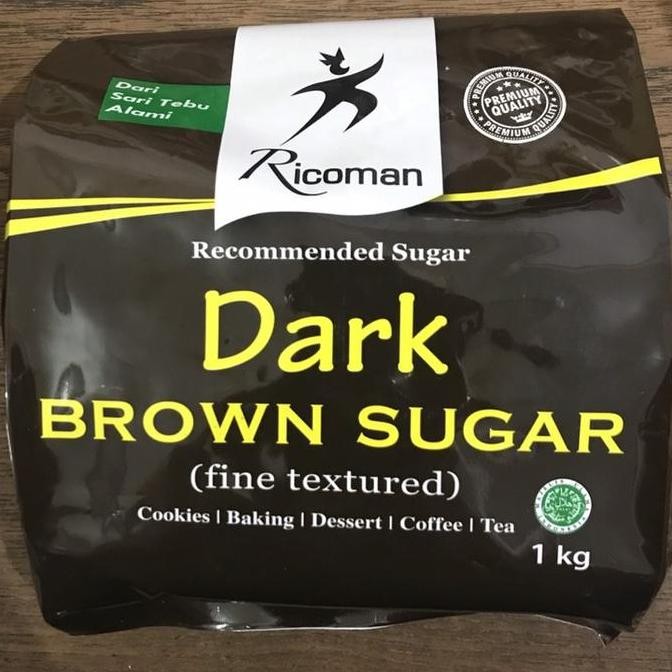 Dari
Sari Tebu
Alami
Ricoman
PREMIUM QUALITY
PREMIUM
QUALITY
PREMIUM QUALITY
Recommended Sugar
Dark
BROWN SUGAR
(fine textured)
Cookies | Baking | Dessert | Coffee | Tea
1 kg